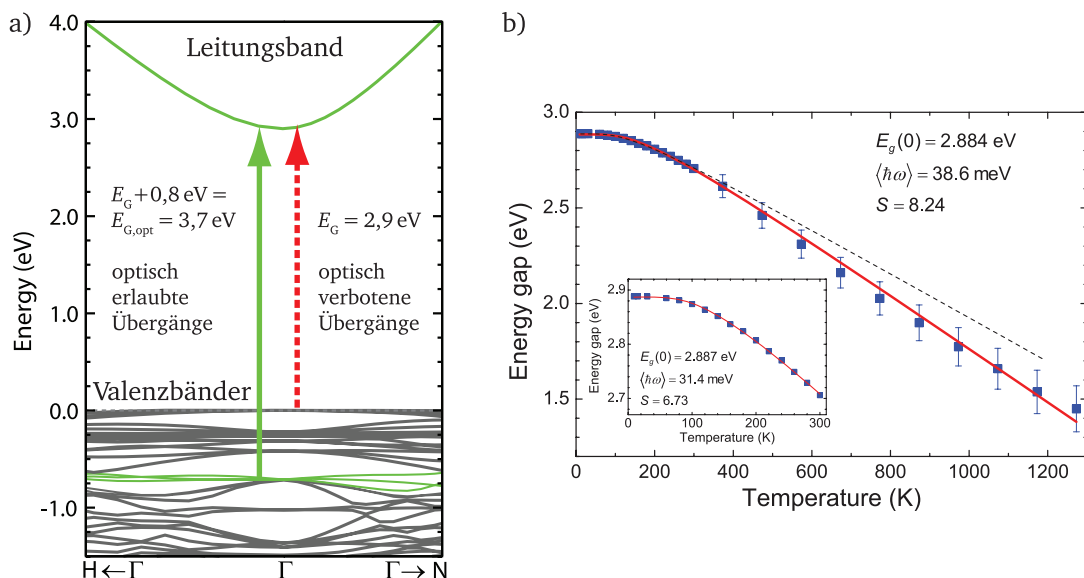 a)
4.0
3.0
2.0
1.0
0.0
-1.0
Energy (eV)
Leitungsband
E_G+0,8 eV =
E_G,opt = 3,7 eV
optisch
erlaubte
Übergänge
E_G = 2,9 eV
optisch
verbotene
Übergänge
Valenzbänder
H ←Γ
Γ
Γ→ N
b)
3.0
2.5
2.0
1.5
Energy gap (eV)
E_g(0) = 2.884 eV
⟨ℏω⟩ = 38.6 meV
S = 8.24
2.9
2.8
2.7
Energy gap (eV)
E_g(0) = 2.887 eV
⟨ℏω⟩ = 31.4 meV
S = 6.73
0 100 200 300
Temperature (K)
0 200 400 600 800 1000 1200
Temperature (K)